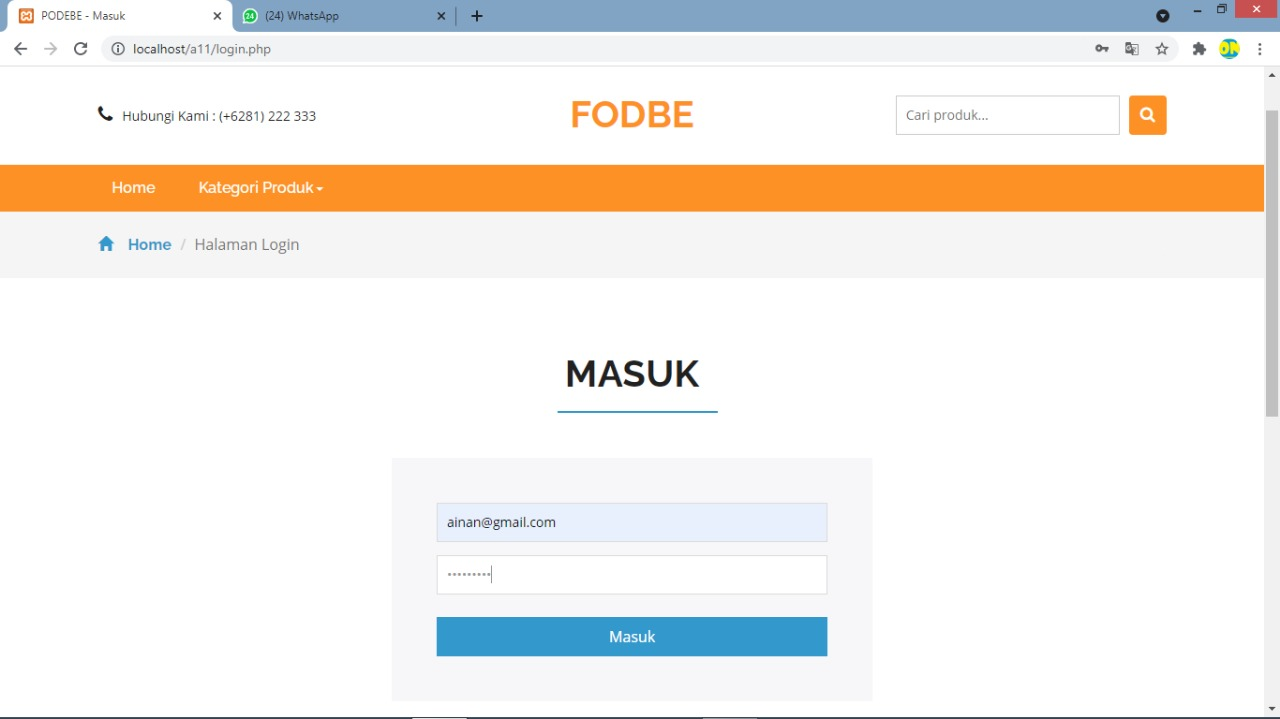 PODEBE - Masuk
24
(24) WhatsApp
localhost/a11/login.php
Hubungi Kami : (+6281) 222 333
FODBE
Cari produk...
Home
Kategori Produk
Home / Halaman Login
MASUK
ainan@gmail.com
•••••••••
Masuk